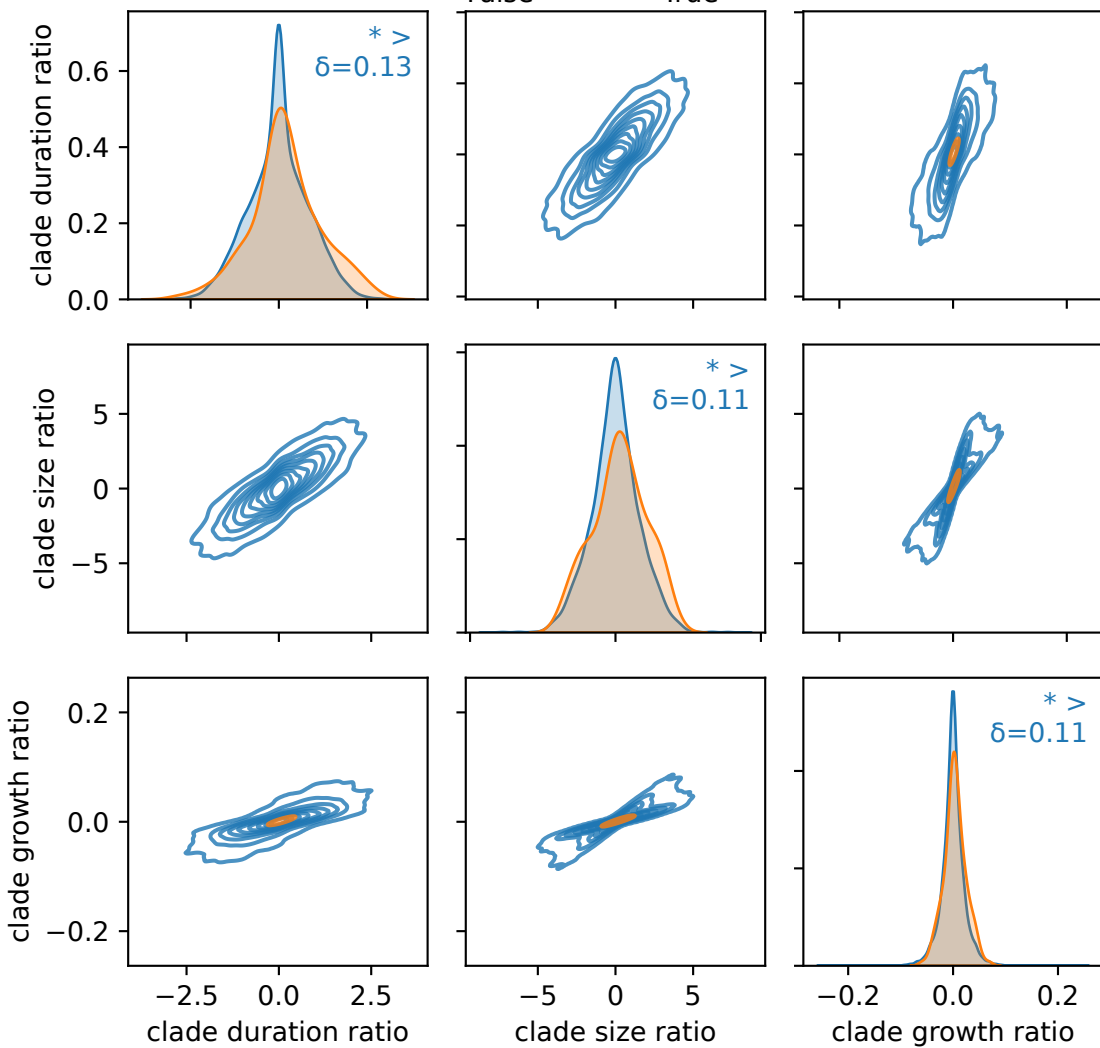 False True
clade duration ratio
0.6
0.4
0.2
0.0
* >
δ=0.13
clade size ratio
5
0
−5
* >
δ=0.11
clade growth ratio
0.2
0.0
−0.2
* >
δ=0.11
−2.5 0.0 2.5
−5 0 5
−0.2 0.0 0.2
clade duration ratio
clade size ratio
clade growth ratio